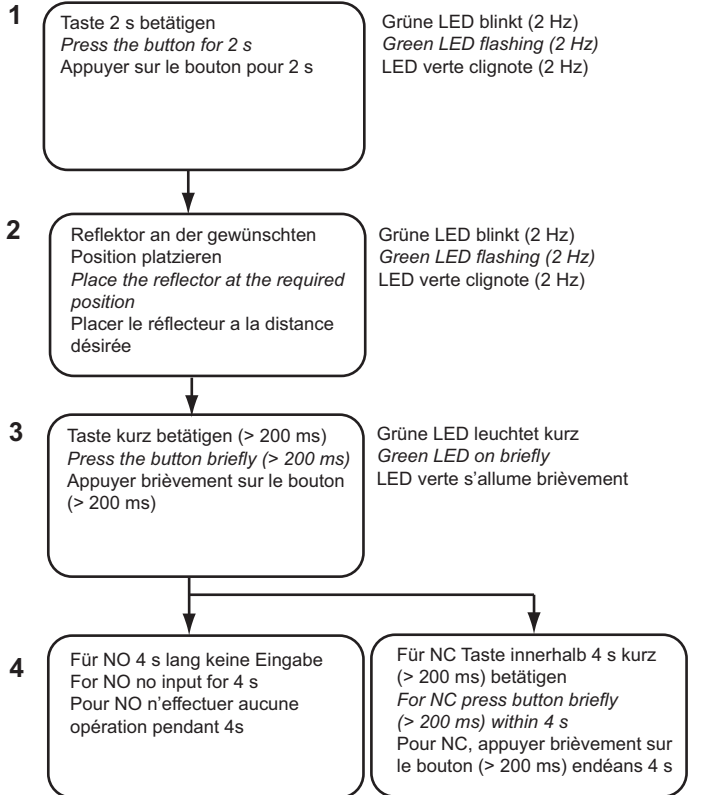 1
Taste 2 s betätigen
Press the button for 2 s
Appuyer sur le bouton pour 2 s
Grüne LED blinkt (2 Hz)
Green LED flashing (2 Hz)
LED verte clignote (2 Hz)
2
Reflektor an der gewünschten
Position platzieren
Place the reflector at the required
position
Placer le réflecteur a la distance
désirée
Grüne LED blinkt (2 Hz)
Green LED flashing (2 Hz)
LED verte clignote (2 Hz)
3
Taste kurz betätigen (> 200 ms)
Press the button briefly (> 200 ms)
Appuyer brièvement sur le bouton
(> 200 ms)
Grüne LED leuchtet kurz
Green LED on briefly
LED verte s'allume brièvement
4
Für NO 4 s lang keine Eingabe
For NO no input for 4 s
Pour NO n'effectuer aucune
opération pendant 4s
Für NC Taste innerhalb 4 s kurz
(> 200 ms) betätigen
For NC press button briefly
(> 200 ms) within 4 s
Pour NC, appuyer brièvement sur
le bouton (> 200 ms) endéans 4 s